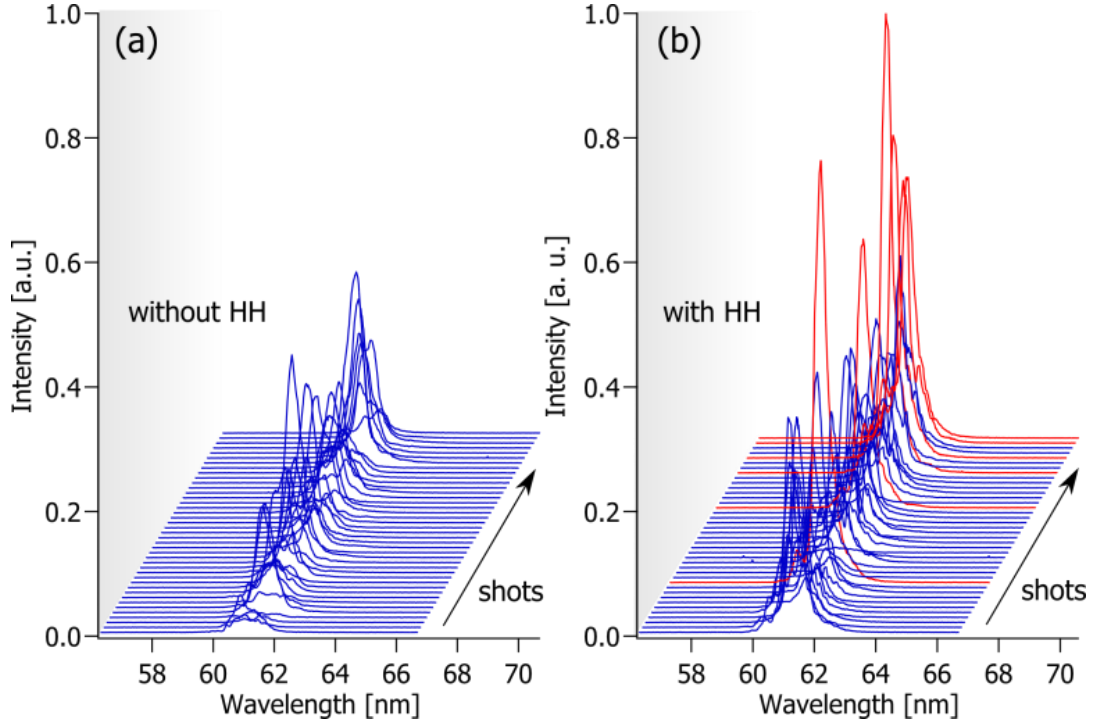 (a)
1.0
0.8
0.6
0.4
0.2
0.0
Intensity [a.u.]
without HH
shots
58 60 62 64 66 68 70
Wavelength [nm]
(b)
1.0
0.8
0.6
0.4
0.2
0.0
Intensity [a. u.]
with HH
shots
58 60 62 64 66 68 70
Wavelength [nm]